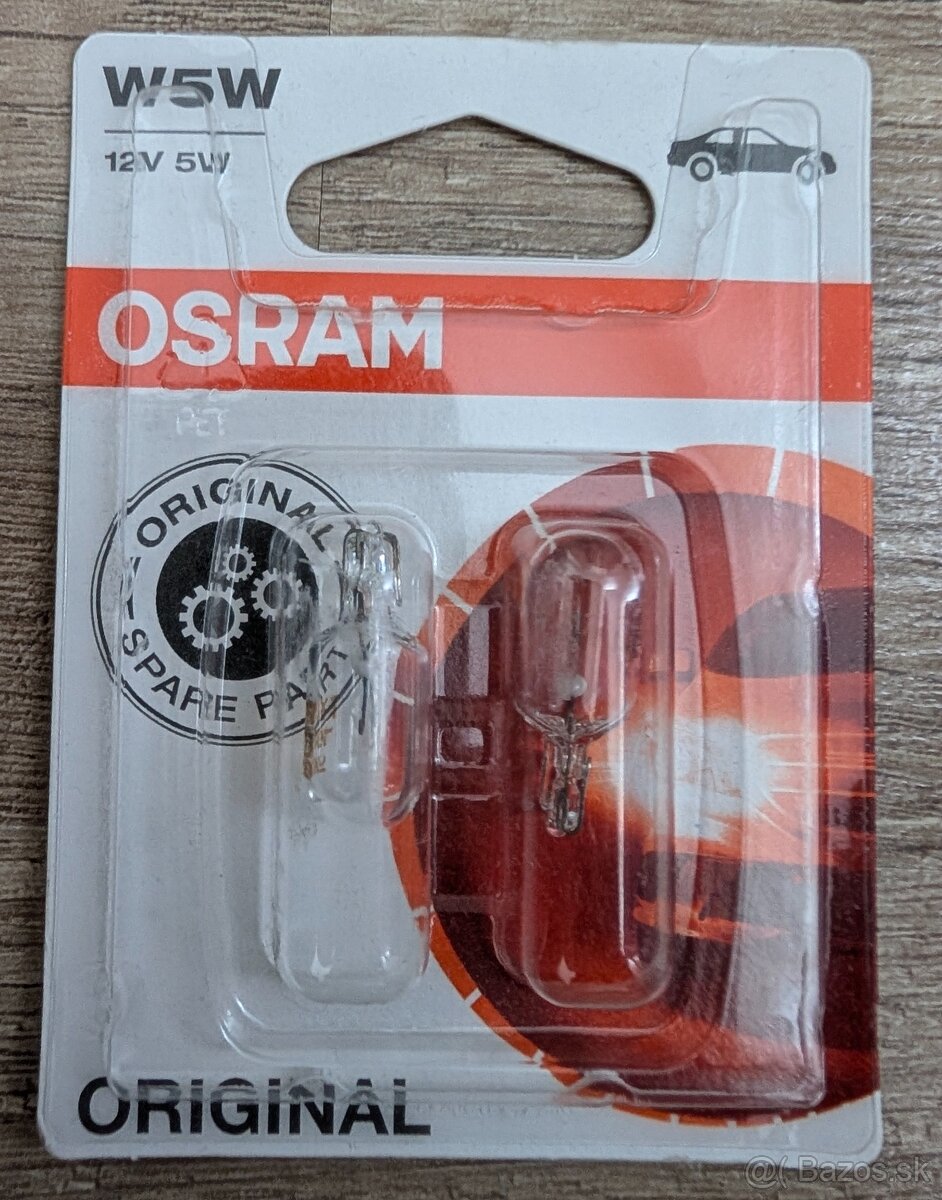 W5W
12V 5W
OSRAM
PET
ORIGINAL
SPARE PART
ORIGINAL
@( Bazos.sk